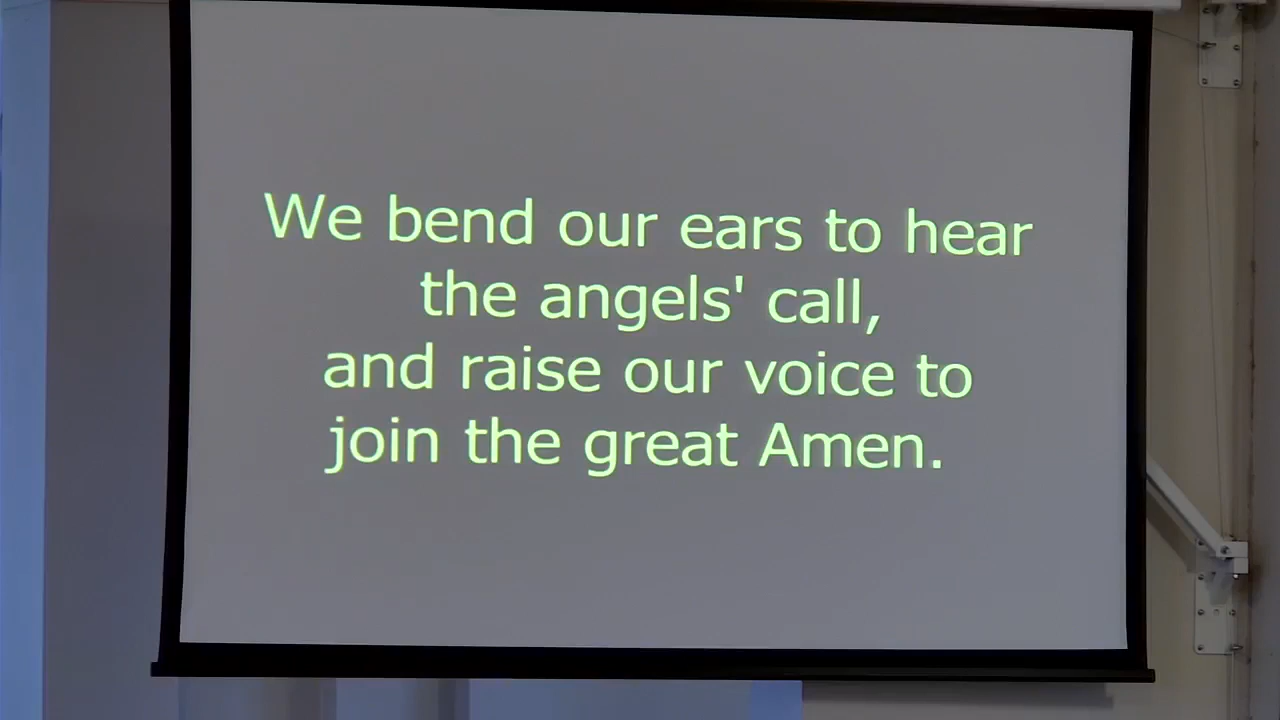 We bend our ears to hear
the angels' call,
and raise our voice to
join the great Amen.